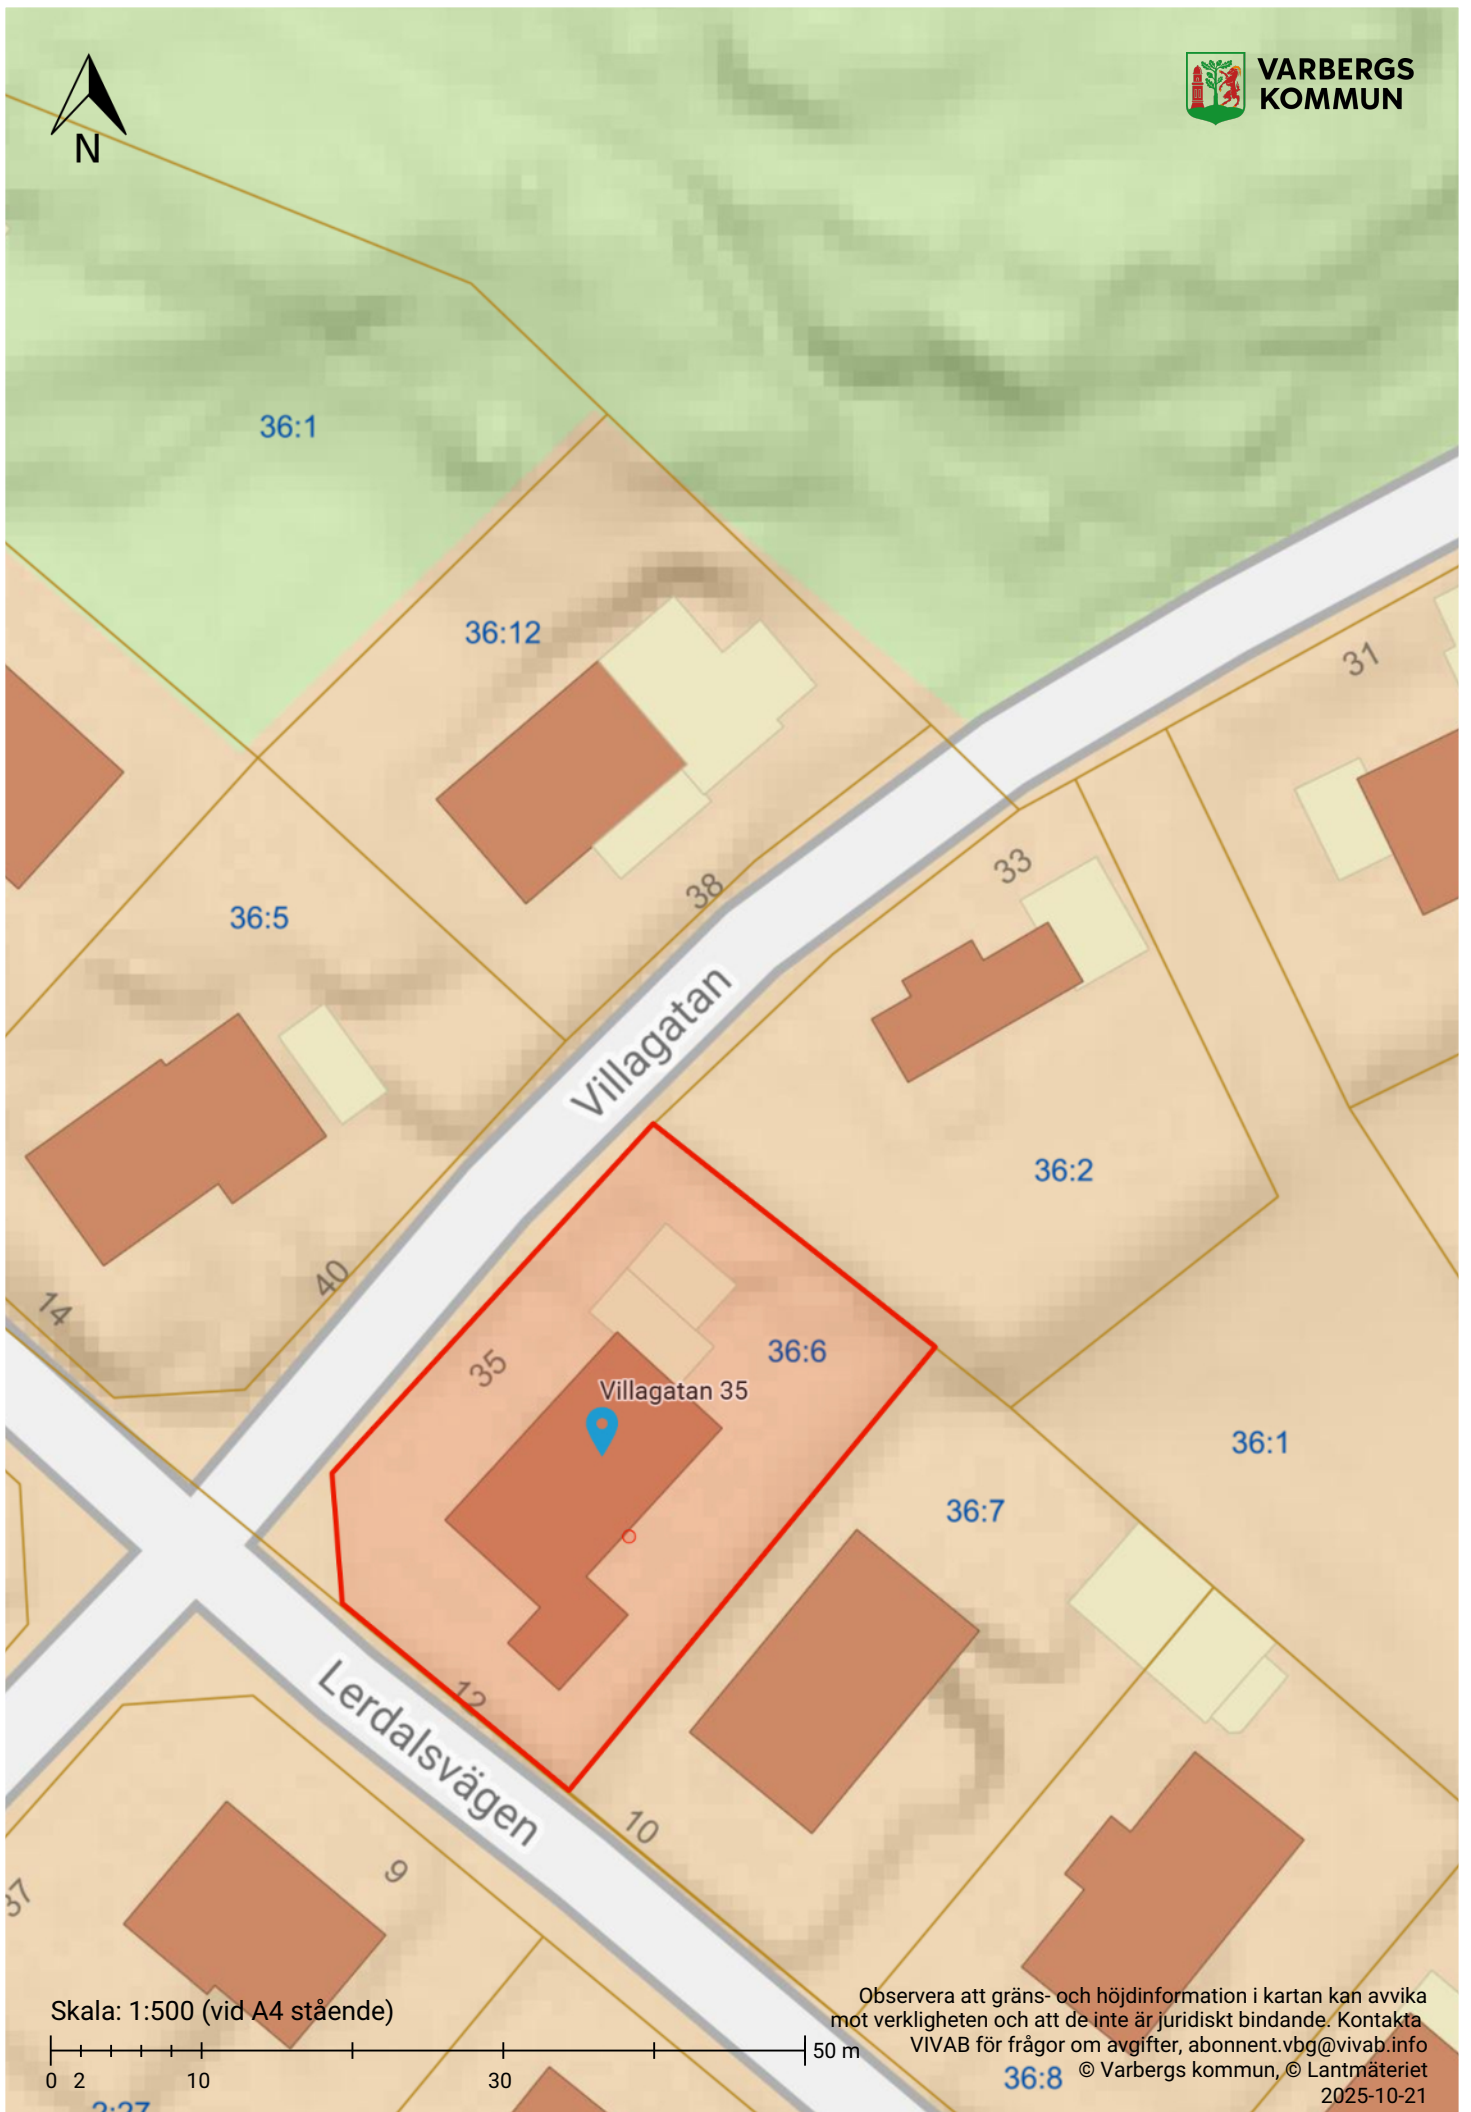 N
VARBERGS
KOMMUN
36:1
36:12
31
38
33
36:5
Villagatan
36:2
40
14
35
36:6
Villagatan 35
36:1
36:7
12
Lerdalsvägen
10
9
37
Skala: 1:500 (vid A4 stående)
0 2 10 30 50 m
Observera att gräns- och höjdinformation i kartan kan avvika
mot verkligheten och att de inte är juridiskt bindande. Kontakta
VIVAB för frågor om avgifter, abonnent.vbg@vivab.info
© Varbergs kommun, © Lantmäteriet
2025-10-21
36:8